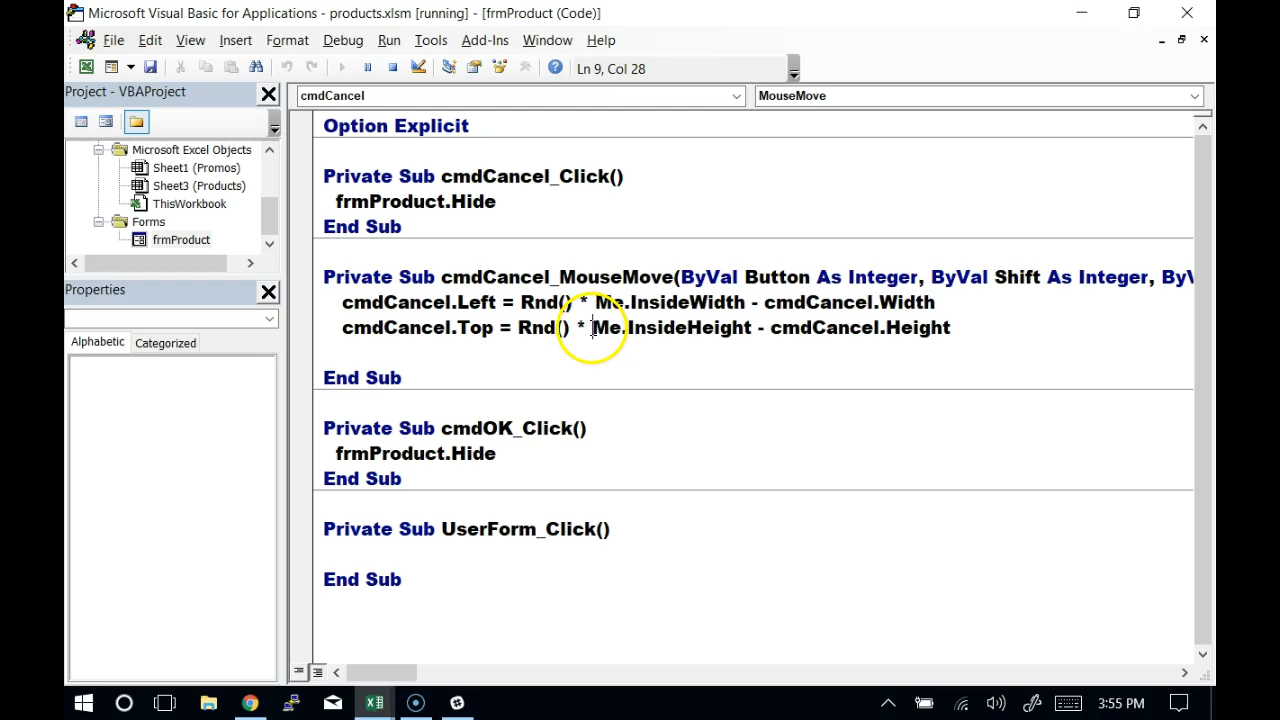 Microsoft Visual Basic for Applications - products.xlsm [running] - [frmProduct (Code)]
File Edit View Insert Format Debug Run Tools Add-Ins Window Help
Ln 9, Col 28
Project - VBAProject
cmdCancel
MouseMove
Microsoft Excel Objects
Sheet1 (Promos)
Sheet3 (Products)
ThisWorkbook
Forms
frmProduct
Properties
Alphabetic Categorized
Option Explicit
Private Sub cmdCancel_Click()
frmProduct.Hide
End Sub
Private Sub cmdCancel_MouseMove(ByVal Button As Integer, ByVal Shift As Integer, ByV
cmdCancel.Left = Rnd() * Me.InsideWidth - cmdCancel.Width
cmdCancel.Top = Rnd() * Me.InsideHeight - cmdCancel.Height
End Sub
Private Sub cmdOK_Click()
frmProduct.Hide
End Sub
Private Sub UserForm_Click()
End Sub
3:55 PM